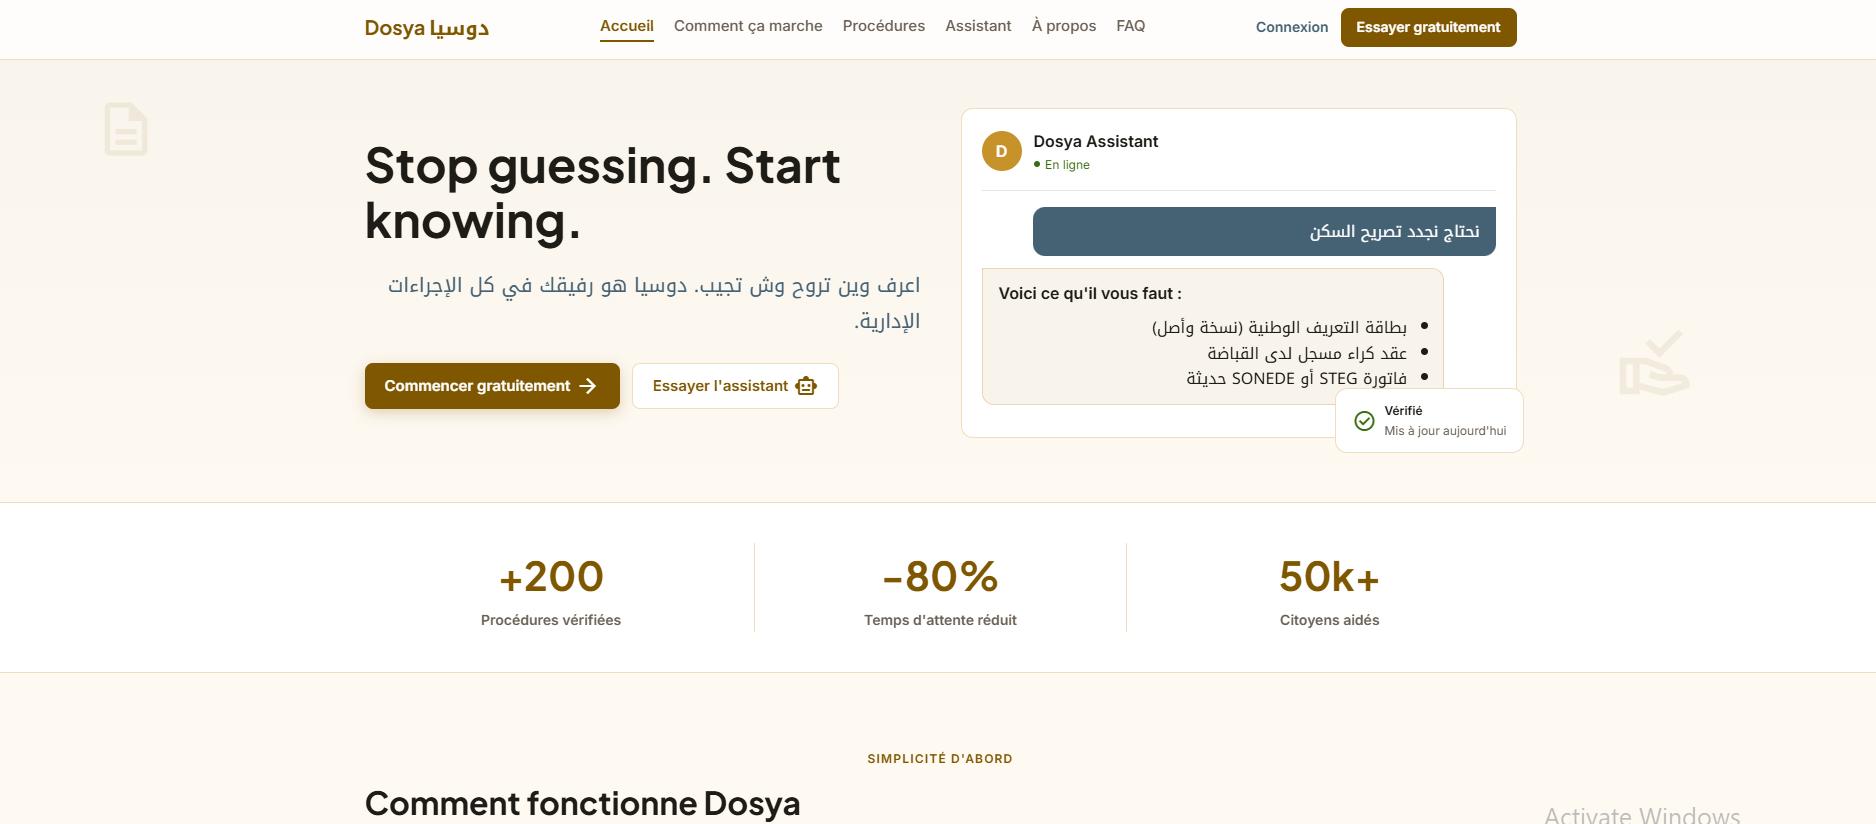 Dosya دوسيا
Accueil
Comment ça marche
Procédures
Assistant
À propos
FAQ
Connexion
Essayer gratuitement
Stop guessing. Start
knowing.
اعرف وين تروح وش تجيب. دوسيا هو رفيقك في كل الإجراءات
الإدارية.
Commencer gratuitement
Essayer l'assistant
D
Dosya Assistant
En ligne
نحتاج نجدد تصريح السكن
Voici ce qu'il vous faut :
بطاقة التعريف الوطنية (نسخة وأصل)
عقد كراء مسجل لدى القباضة
فاتورة STEG أو SONEDE حديثة
Vérifié
Mis à jour aujourd'hui
+200
Procédures vérifiées
-80%
Temps d'attente réduit
50k+
Citoyens aidés
SIMPLICITÉ D'ABORD
Comment fonctionne Dosya
Activate Windows